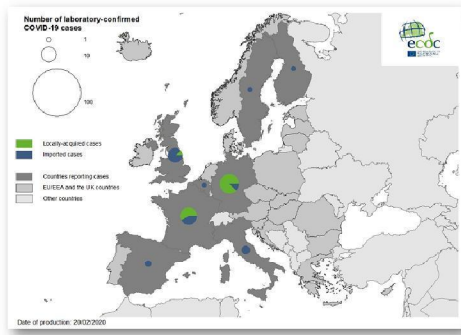 Number of laboratory-confirmed
COVID-19 cases
1
10
100
ecdc
Locally-acquired cases
Imported cases
Countries reporting cases
EU/EEA and the UK countries
Other countries
Date of production: 20/02/2020